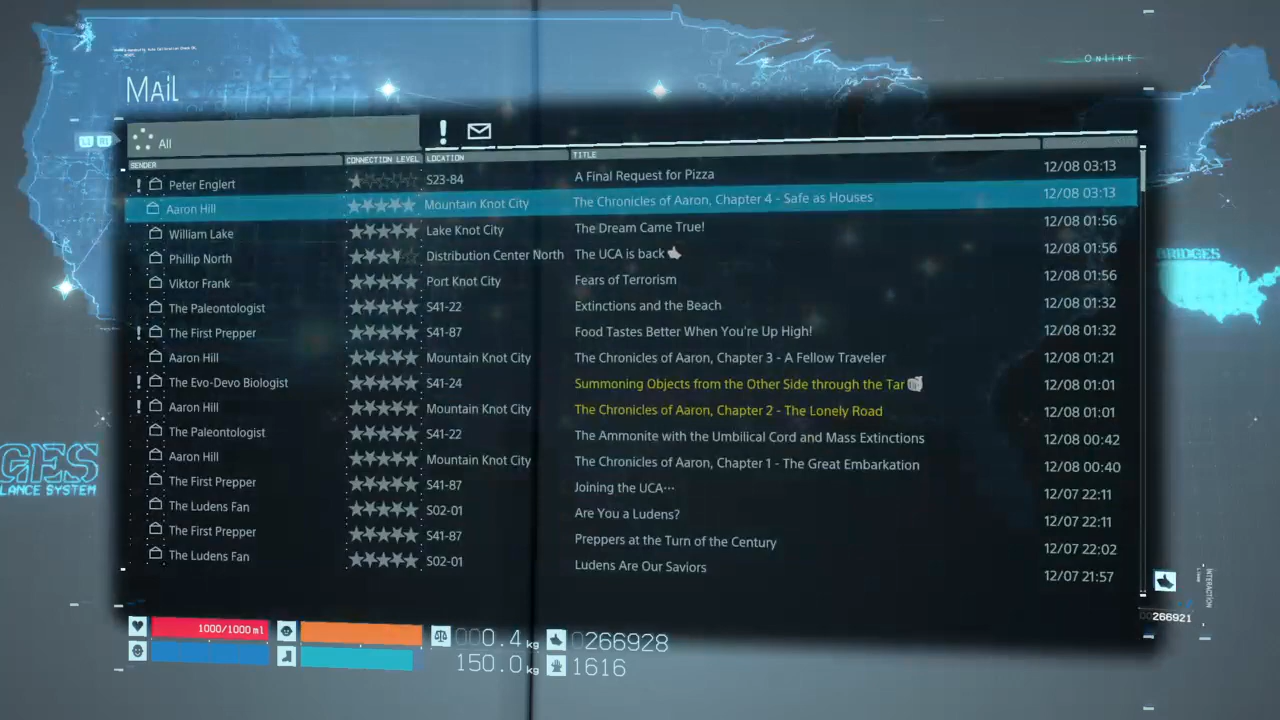 ONLINE
Mail
L1 R1
All
SENDER CONNECTION LEVEL LOCATION TITLE
! Peter Englert S23-84 A Final Request for Pizza 12/08 03:13
Aaron Hill Mountain Knot City The Chronicles of Aaron, Chapter 4 - Safe as Houses 12/08 03:13
William Lake Lake Knot City The Dream Came True! 12/08 01:56
Phillip North Distribution Center North The UCA is back 12/08 01:56
Viktor Frank Port Knot City Fears of Terrorism 12/08 01:56
The Paleontologist S41-22 Extinctions and the Beach 12/08 01:32
! The First Prepper S41-87 Food Tastes Better When You're Up High! 12/08 01:32
Aaron Hill Mountain Knot City The Chronicles of Aaron, Chapter 3 - A Fellow Traveler 12/08 01:21
! The Evo-Devo Biologist S41-24 Summoning Objects from the Other Side through the Tar 12/08 01:01
! Aaron Hill Mountain Knot City The Chronicles of Aaron, Chapter 2 - The Lonely Road 12/08 01:01
The Paleontologist S41-22 The Ammonite with the Umbilical Cord and Mass Extinctions 12/08 00:42
Aaron Hill Mountain Knot City The Chronicles of Aaron, Chapter 1 - The Great Embarkation 12/08 00:40
The First Prepper S41-87 Joining the UCA… 12/07 22:11
The Ludens Fan S02-01 Are You a Ludens? 12/07 22:11
The First Prepper S41-87 Preppers at the Turn of the Century 12/07 22:02
The Ludens Fan S02-01 Ludens Are Our Saviors 12/07 21:57
BRIDGES
GES
LANCE SYSTEM
INTERACTION
00266921
1000/1000 ml
000.4 kg 0266928
150.0 kg 1616